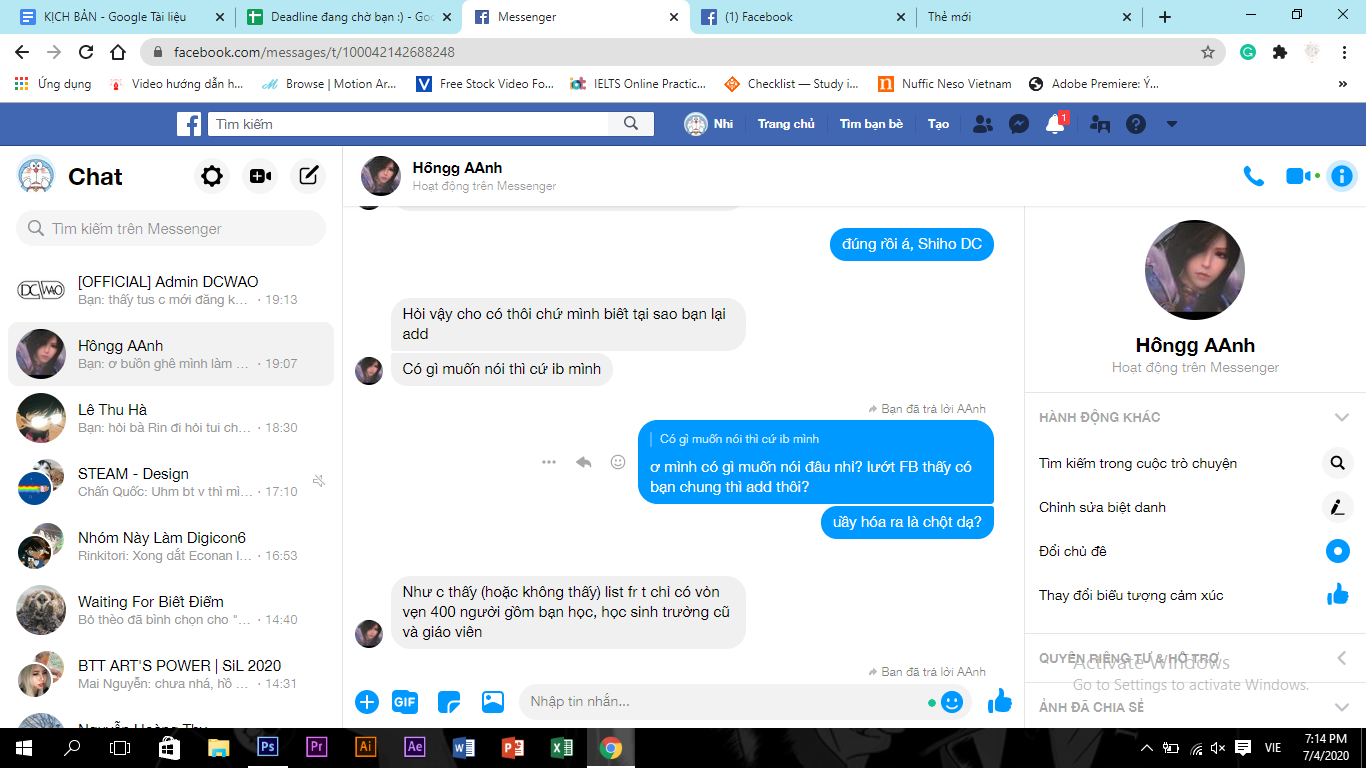 KỊCH BẢN - Google Tài liệu
Deadline đang chờ bạn :) - Goo
Messenger
(1) Facebook
Thẻ mới
facebook.com/messages/t/100042142688248
Ứng dụng
Video hướng dẫn h...
Browse | Motion Ar...
Free Stock Video Fo...
IELTS Online Practic...
Checklist — Study i...
Nuffic Neso Vietnam
Adobe Premiere: Ý...
Tìm kiếm
Nhi
Trang chủ
Tìm bạn bè
Tạo
1
Chat
Tìm kiếm trên Messenger
[OFFICIAL] Admin DCWAO
Bạn: thấy tus c mới đăng k... · 19:13
Hôngg AAnh
Bạn: ơ buồn ghê mình làm ... · 19:07
Lê Thu Hà
Bạn: hỏi bà Rin đi hỏi tui ch... · 18:30
STEAM - Design
Chấn Quốc: Uhm bt v thì mì... · 17:10
Nhóm Này Làm Digicon6
Rinkitori: Xong dắt Econan l... · 16:53
Waiting For Biết Điểm
Bỏ thèo đã bình chọn cho "... · 14:40
BTT ART'S POWER | SiL 2020
Mai Nguyễn: chưa nhá, hồ ... · 14:31
Nguyễn Hoàng Thu
Hôngg AAnh
Hoạt động trên Messenger
đúng rồi á, Shiho DC
Hỏi vậy cho có thôi chứ mình biết tại sao bạn lại
add
Có gì muốn nói thì cứ ib mình
Bạn đã trả lời AAnh
Có gì muốn nói thì cứ ib mình
ơ mình có gì muốn nói đâu nhỉ? lướt FB thấy có
bạn chung thì add thôi?
uầy hóa ra là chột dạ?
Như c thấy (hoặc không thấy) list fr t chỉ có vỏn
vẹn 400 người gồm bạn học, học sinh trường cũ
và giáo viên
Bạn đã trả lời AAnh
GIF
Nhập tin nhắn...
Hôngg AAnh
Hoạt động trên Messenger
HÀNH ĐỘNG KHÁC
Tìm kiếm trong cuộc trò chuyện
Chỉnh sửa biệt danh
Đổi chủ đề
Thay đổi biểu tượng cảm xúc
QUYỀN RIÊNG TƯ & HỖ TRỢ
Activate Windows
Go to Settings to activate Windows.
ẢNH ĐÃ CHIA SẺ
Ps
Pr
Ai
Ae
VIE
7:14 PM
7/4/2020